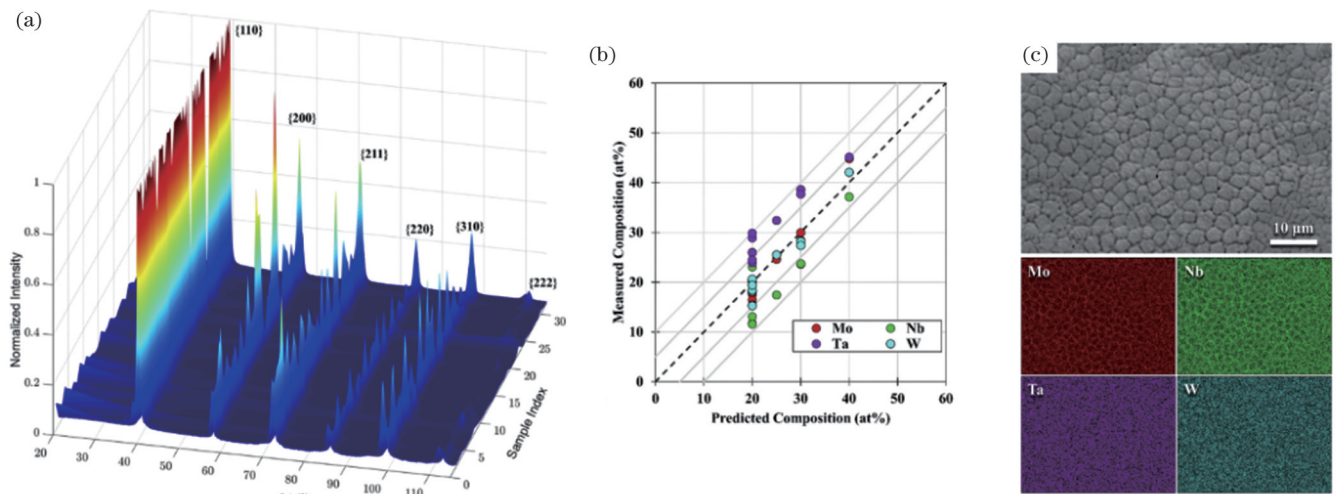 (a)
{110}
{200}
{211}
{220}
{310}
{222}
Normalized Intensity
1
0.8
0.6
0.4
0.2
0
20
30
40
50
60
70
80
90
100
110
Sample Index
0
5
10
15
20
25
30
(b)
Measured Composition (at%)
60
50
40
30
20
10
0
Mo
Nb
Ta
W
0 10 20 30 40 50 60
Predicted Composition (at%)
(c)
10 μm
Mo
Nb
Ta
W